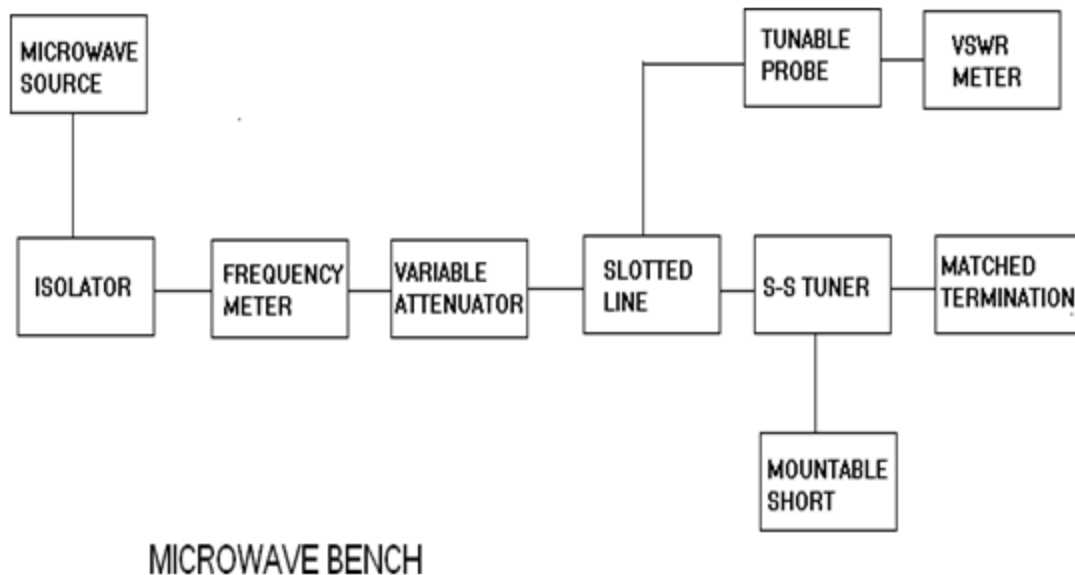 MICROWAVE
SOURCE
TUNABLE
PROBE
VSWR
METER
ISOLATOR
FREQUENCY
METER
VARIABLE
ATTENUATOR
SLOTTED
LINE
S-S TUNER
MATCHED
TERMINATION
MOUNTABLE
SHORT
MICROWAVE BENCH